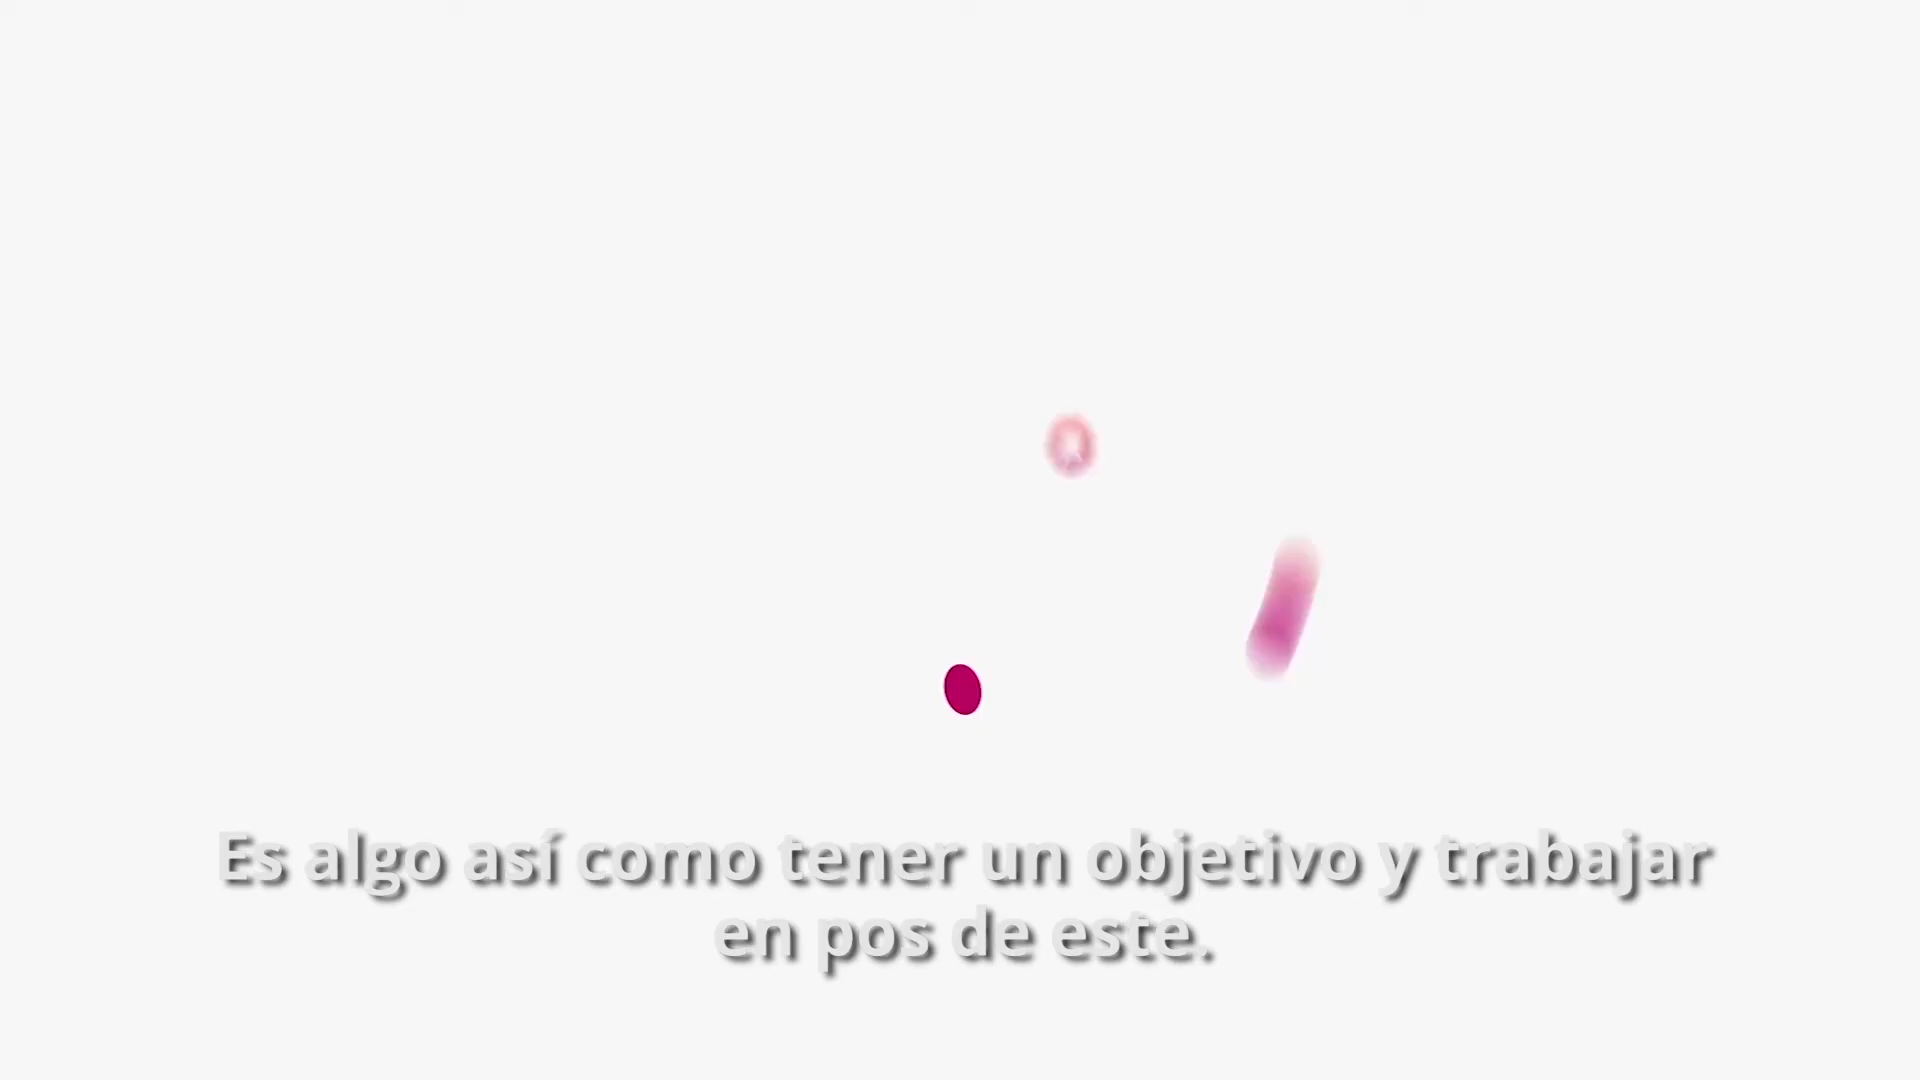 Es algo así como tener un objetivo y trabajar
en pos de este.